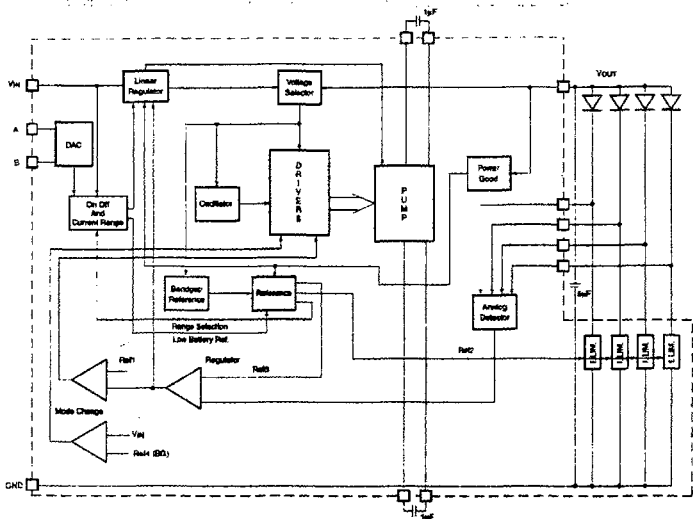 1µF
VIN
Linear
Regulator
Voltage
Selector
VOUT
A
B
DAC
On Off
And
Current Range
Oscillator
DRIVERS
PUMP
Power
Good
Bandgap
Reference
Reference
Range Selection
Low Battery Ref.
Analog
Detector
Ref1
Regulator
Ref3
Ref2
ILIM.
ILIM.
ILIM.
ILIM.
Mode Change
VIN
Ref4 (BG)
GND
1µF